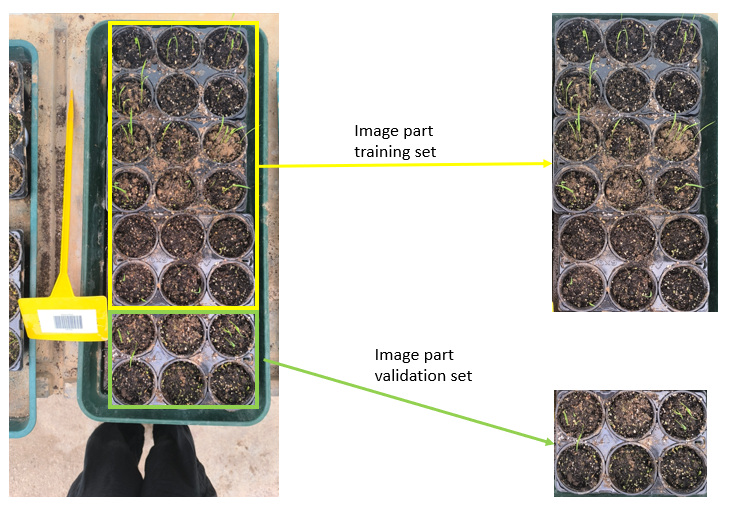 Image part
training set
Image part
validation set